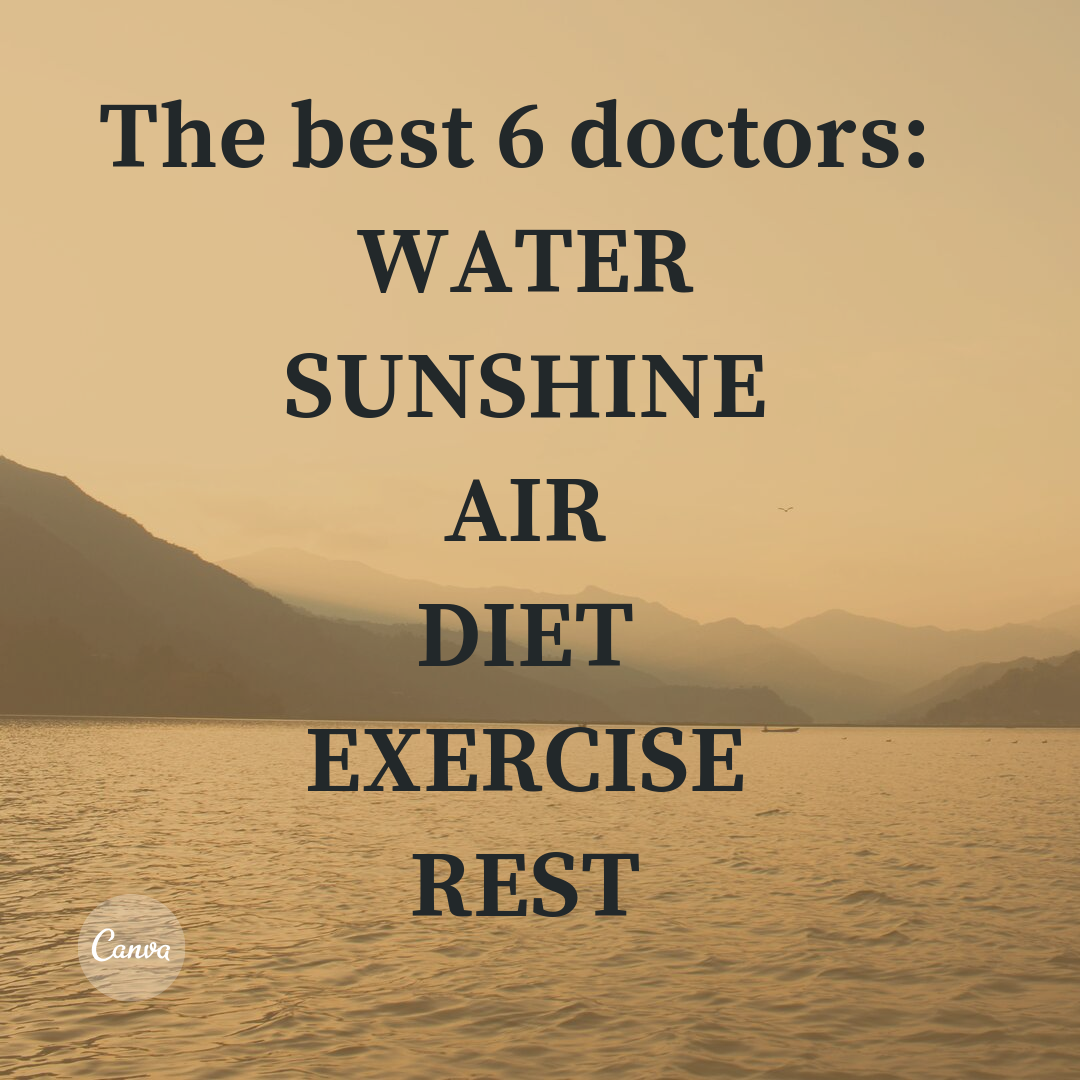 The best 6 doctors:
WATER
SUNSHINE
AIR
DIET
EXERCISE
REST
Canva